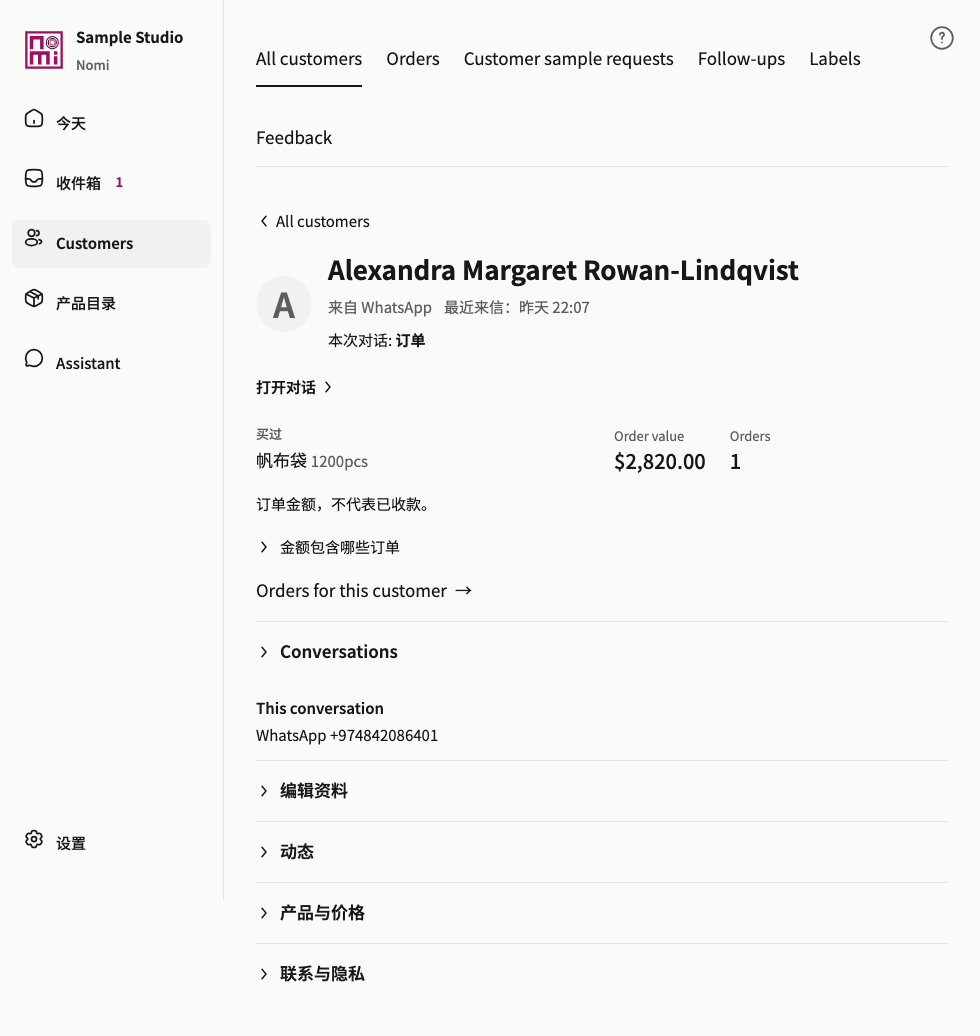 Sample Studio
Nomi
今天
收件箱 1
Customers
产品目录
Assistant
设置
All customers Orders Customer sample requests Follow-ups Labels
Feedback
All customers
A
Alexandra Margaret Rowan-Lindqvist
来自 WhatsApp 最近来信：昨天 22:07
本次对话: 订单
打开对话
买过
帆布袋 1200pcs
Order value Orders
$2,820.00 1
订单金额，不代表已收款。
金额包含哪些订单
Orders for this customer →
Conversations
This conversation
WhatsApp +974842086401
编辑资料
动态
产品与价格
联系与隐私